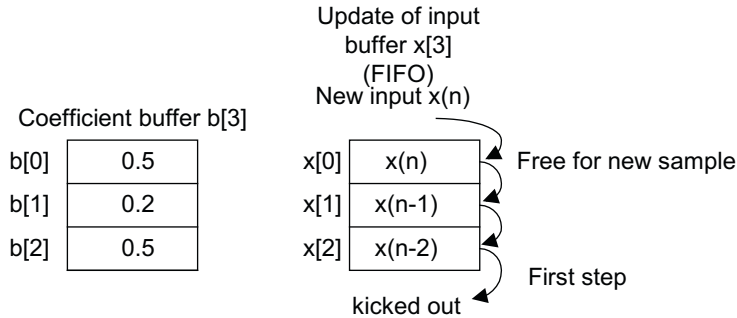 Update of input
buffer x[3]
(FIFO)
New input x(n)
Coefficient buffer b[3]
b[0] 0.5
b[1] 0.2
b[2] 0.5
x[0] x(n) Free for new sample
x[1] x(n-1)
x[2] x(n-2)
First step
kicked out